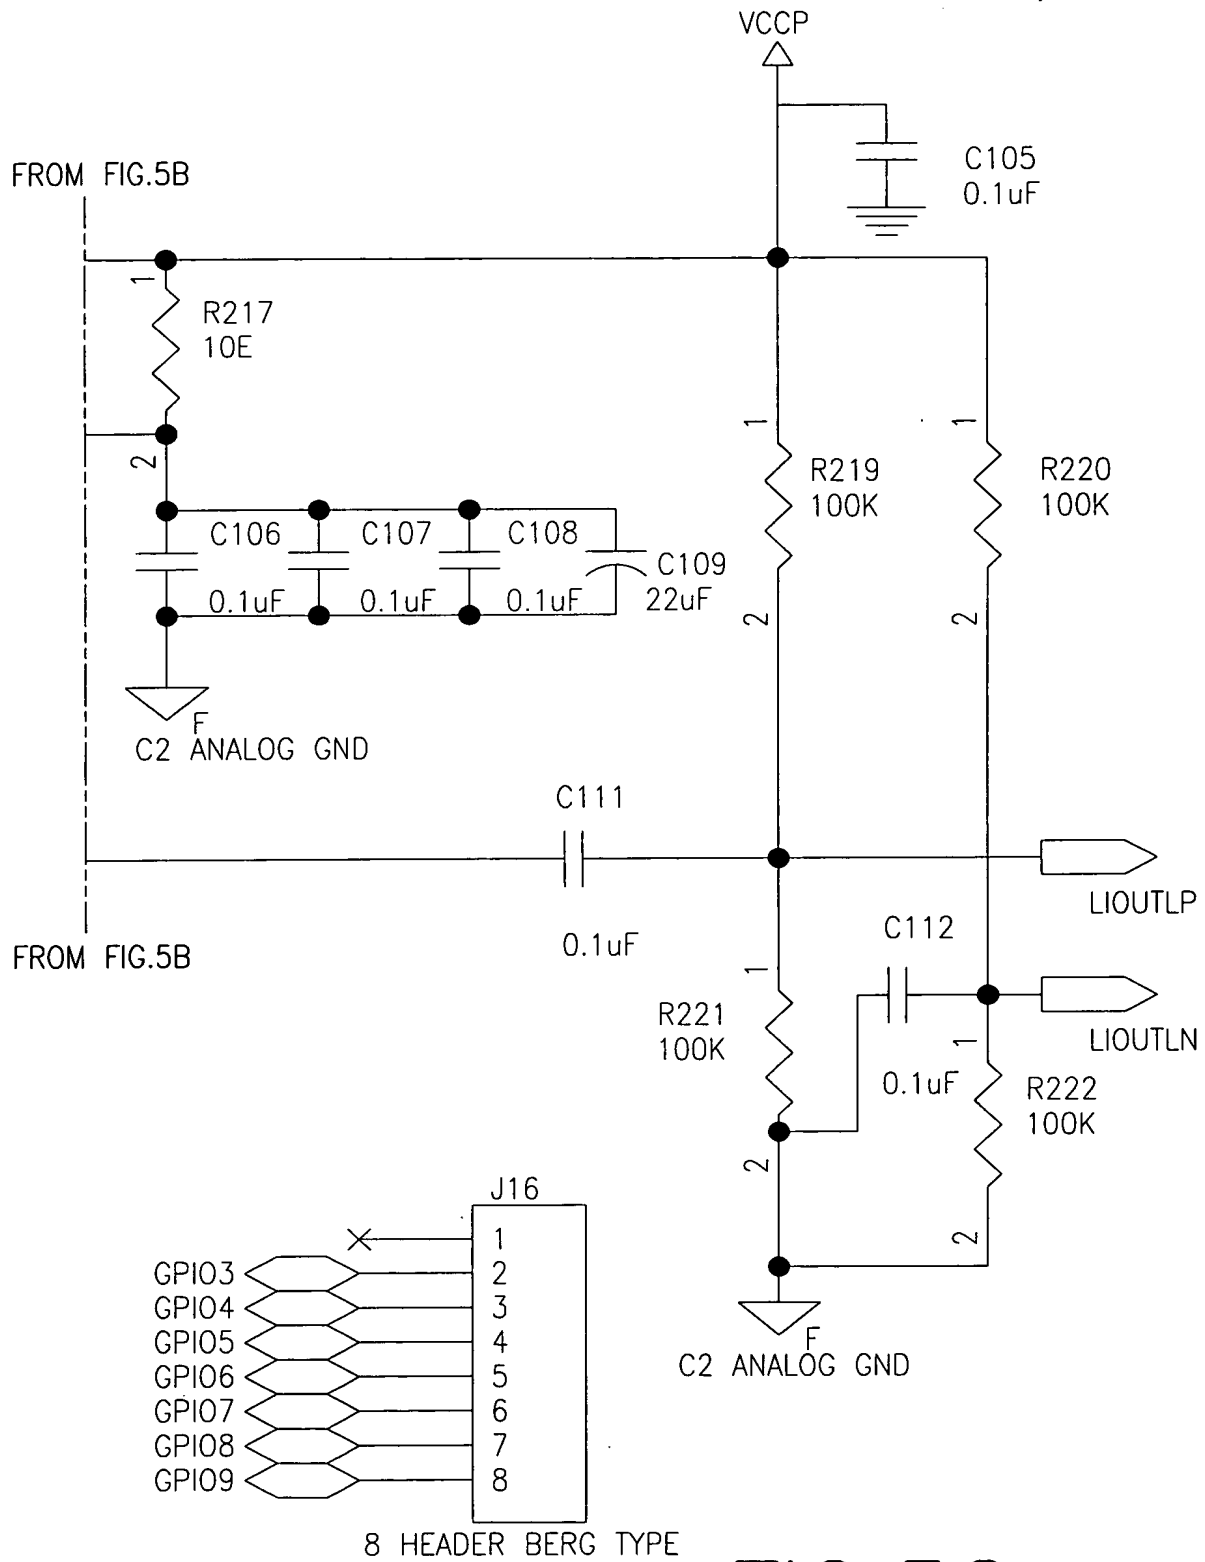 VCCP
C105
0.1uF
FROM FIG.5B
1
R217
10E
2
1
R219
100K
2
1
R220
100K
2
C106
0.1uF
C107
0.1uF
C108
0.1uF
C109
22uF
F
C2 ANALOG GND
C111
0.1uF
LIOUTLP
FROM FIG.5B
C112
0.1uF
LIOUTLN
1
R221
100K
2
1
R222
100K
2
F
C2 ANALOG GND
J16
1
GPIO3 2
GPIO4 3
GPIO5 4
GPIO6 5
GPIO7 6
GPIO8 7
GPIO9 8
8 HEADER BERG TYPE